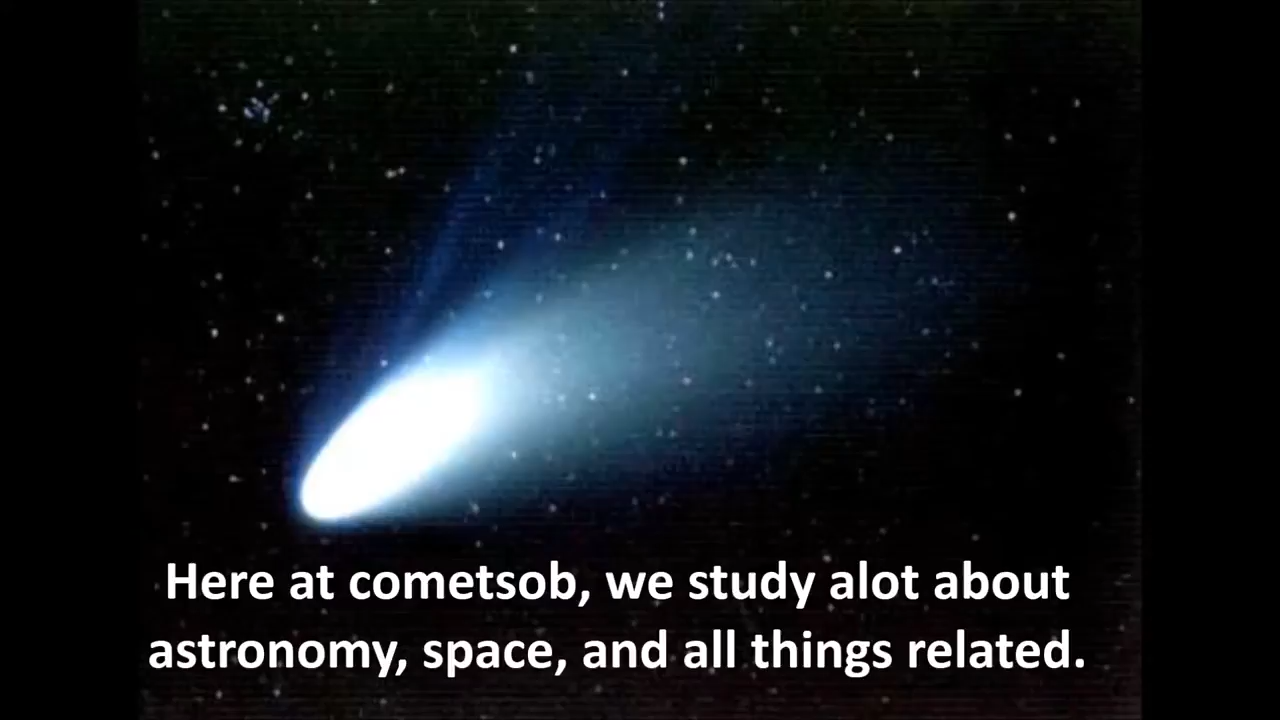 Here at cometsob, we study alot about
astronomy, space, and all things related.